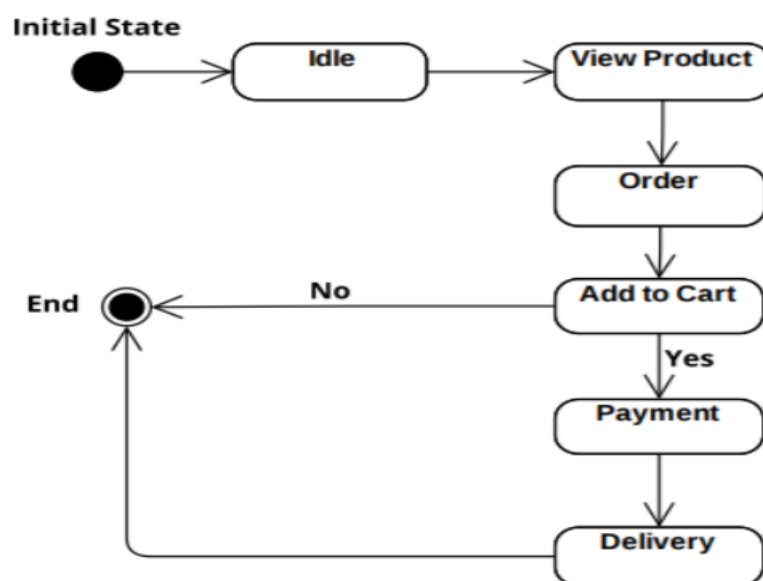 Initial State
Idle
View Product
Order
Add to Cart
No
End
Yes
Payment
Delivery